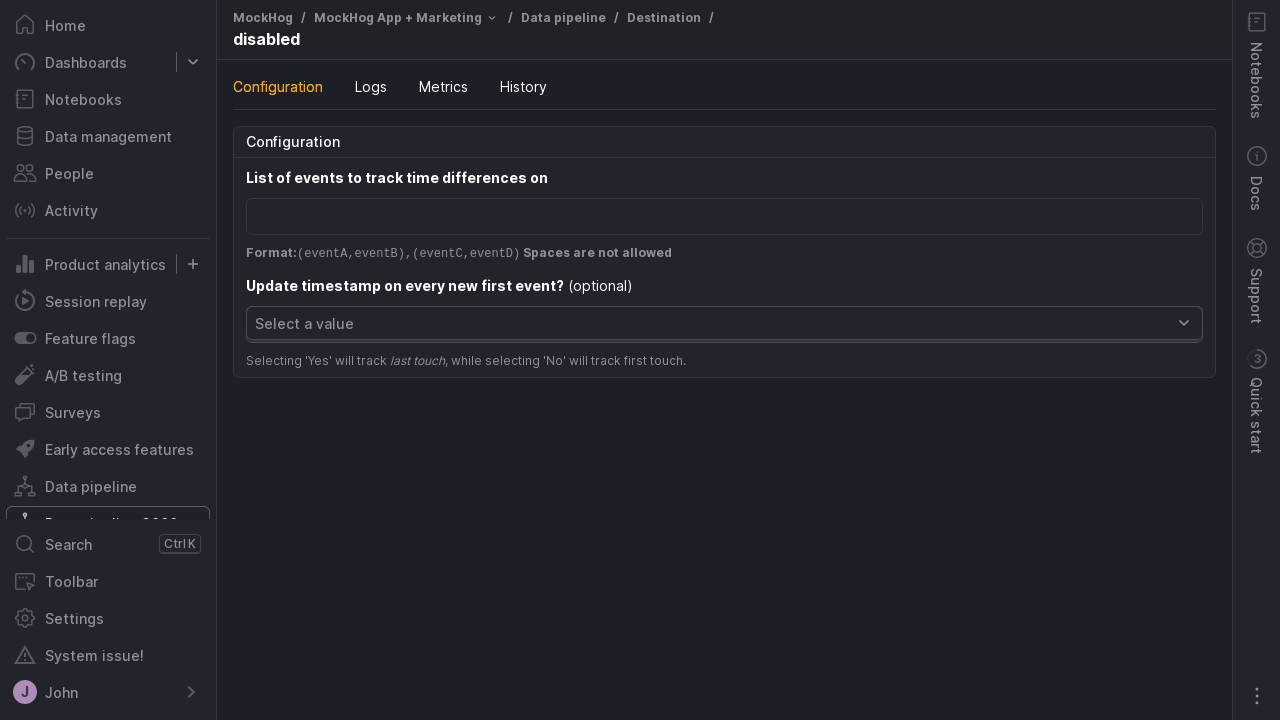 Home
Dashboards
Notebooks
Data management
People
Activity
Product analytics
Session replay
Feature flags
A/B testing
Surveys
Early access features
Data pipeline
Search
Ctrl K
Toolbar
Settings
System issue!
J
John
MockHog / MockHog App + Marketing / Data pipeline / Destination /
disabled
Configuration
Logs
Metrics
History
Configuration
List of events to track time differences on
Format:(eventA,eventB),(eventC,eventD) Spaces are not allowed
Update timestamp on every new first event? (optional)
Select a value
Selecting 'Yes' will track last touch, while selecting 'No' will track first touch.
Notebooks
Docs
Support
3
Quick start